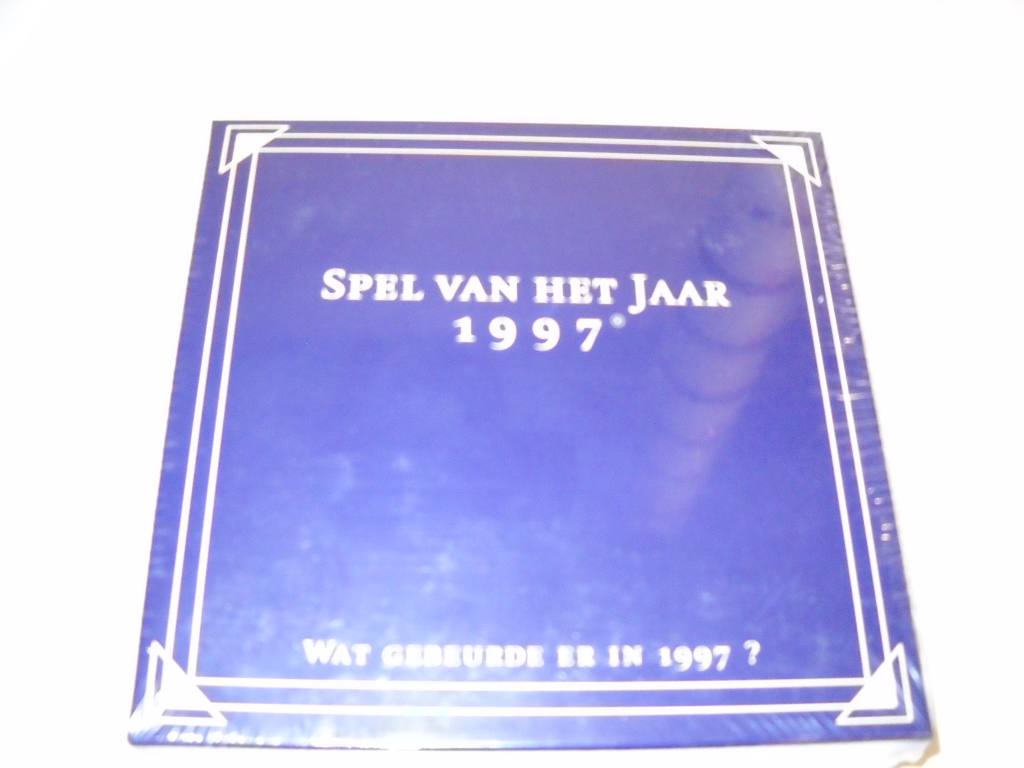 SPEL VAN HET JAAR
1997®
WAT GEBEURDE ER IN 1997 ?